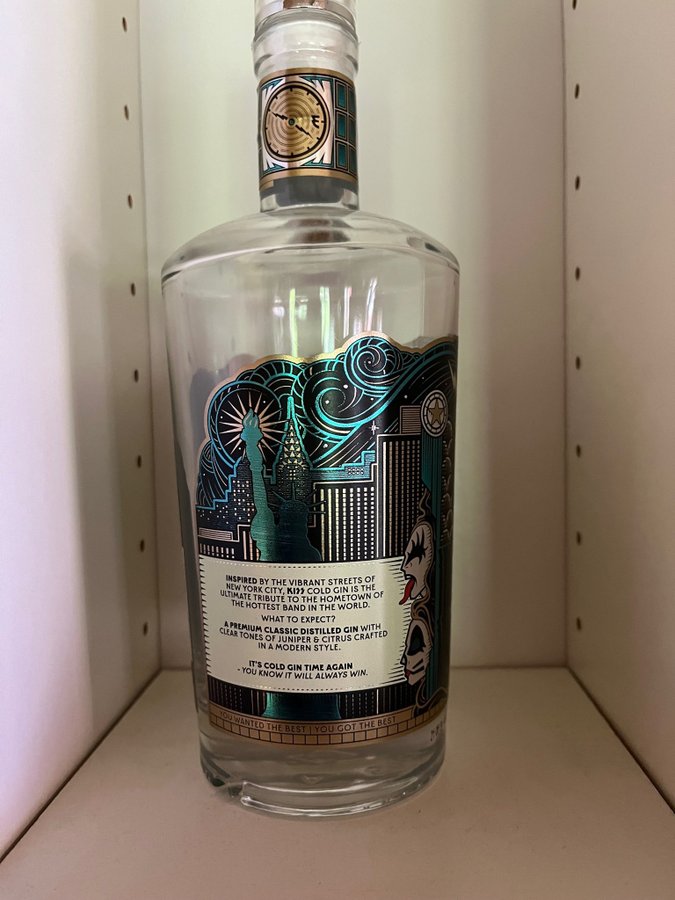 INSPIRED BY THE VIBRANT STREETS OF
NEW YORK CITY, KISS COLD GIN IS THE
ULTIMATE TRIBUTE TO THE HOMETOWN OF
THE HOTTEST BAND IN THE WORLD.
WHAT TO EXPECT?
A PREMIUM CLASSIC DISTILLED GIN WITH
CLEAR TONES OF JUNIPER & CITRUS CRAFTED
IN A MODERN STYLE.
IT'S COLD GIN TIME AGAIN
- YOU KNOW IT WILL ALWAYS WIN.
YOU WANTED THE BEST | YOU GOT THE BEST